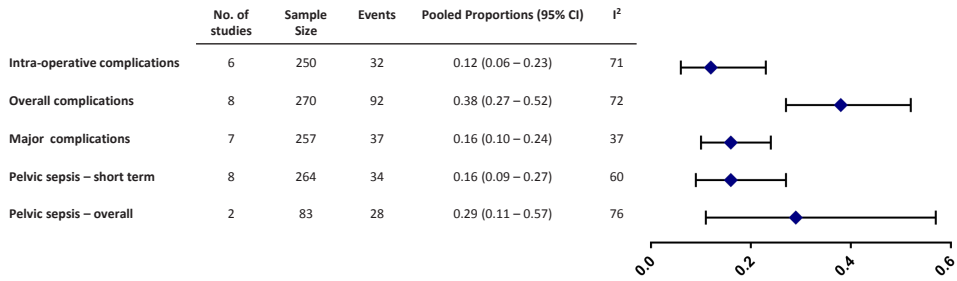 No. of studies Sample Size Events Pooled Proportions (95% CI) I²
Intra-operative complications 6 250 32 0.12 (0.06 – 0.23) 71
Overall complications 8 270 92 0.38 (0.27 – 0.52) 72
Major complications 7 257 37 0.16 (0.10 – 0.24) 37
Pelvic sepsis – short term 8 264 34 0.16 (0.09 – 0.27) 60
Pelvic sepsis – overall 2 83 28 0.29 (0.11 – 0.57) 76
0.0 0.2 0.4 0.6